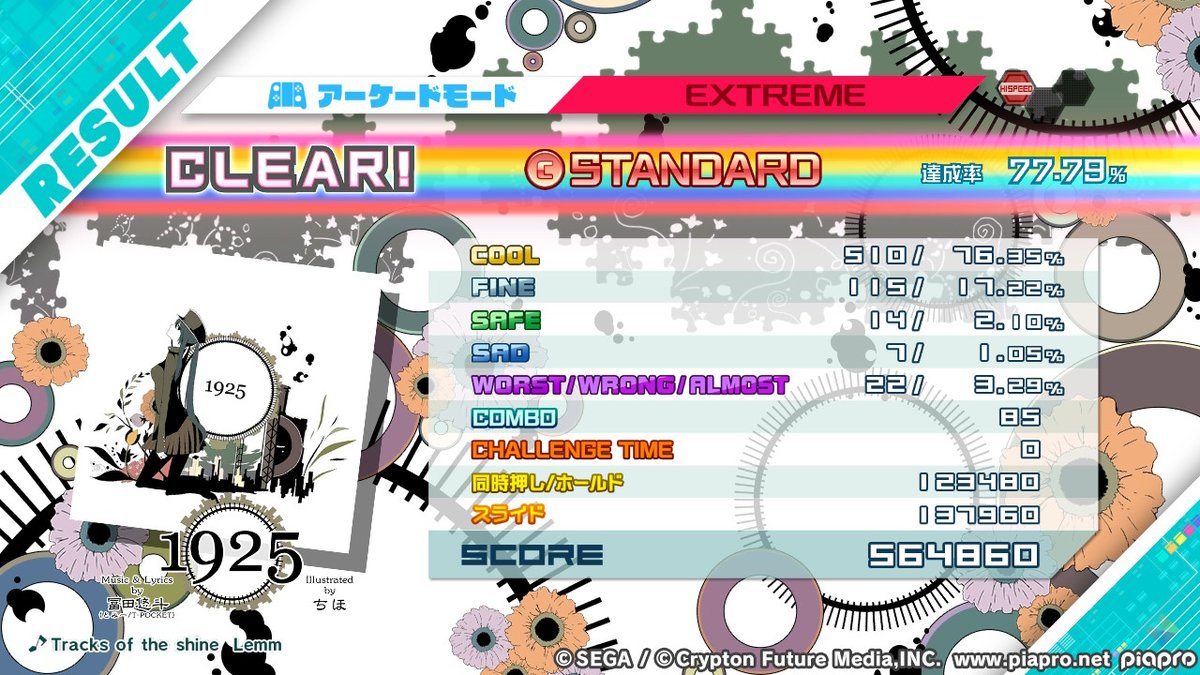 RESULT
アーケードモード
EXTREME
HISPEED
CLEAR!
G STANDARD
達成率 77.79%
COOL 510/ 76.35%
FINE 115/ 17.22%
SAFE 14/ 2.10%
SAD 7/ 1.05%
WORST/WRONG/ALMOST 22/ 3.29%
COMBO 85
CHALLENGE TIME 0
同時押し/ホールド 123480
スライド 137960
SCORE 564860
1925
1925
Music & Lyrics
by
冨田悠斗
(とみー/T-POCKET)
Illustrated
by
ちほ
♪Tracks of the shine Lemm
© SEGA / © Crypton Future Media,INC. www.piapro.net piapro